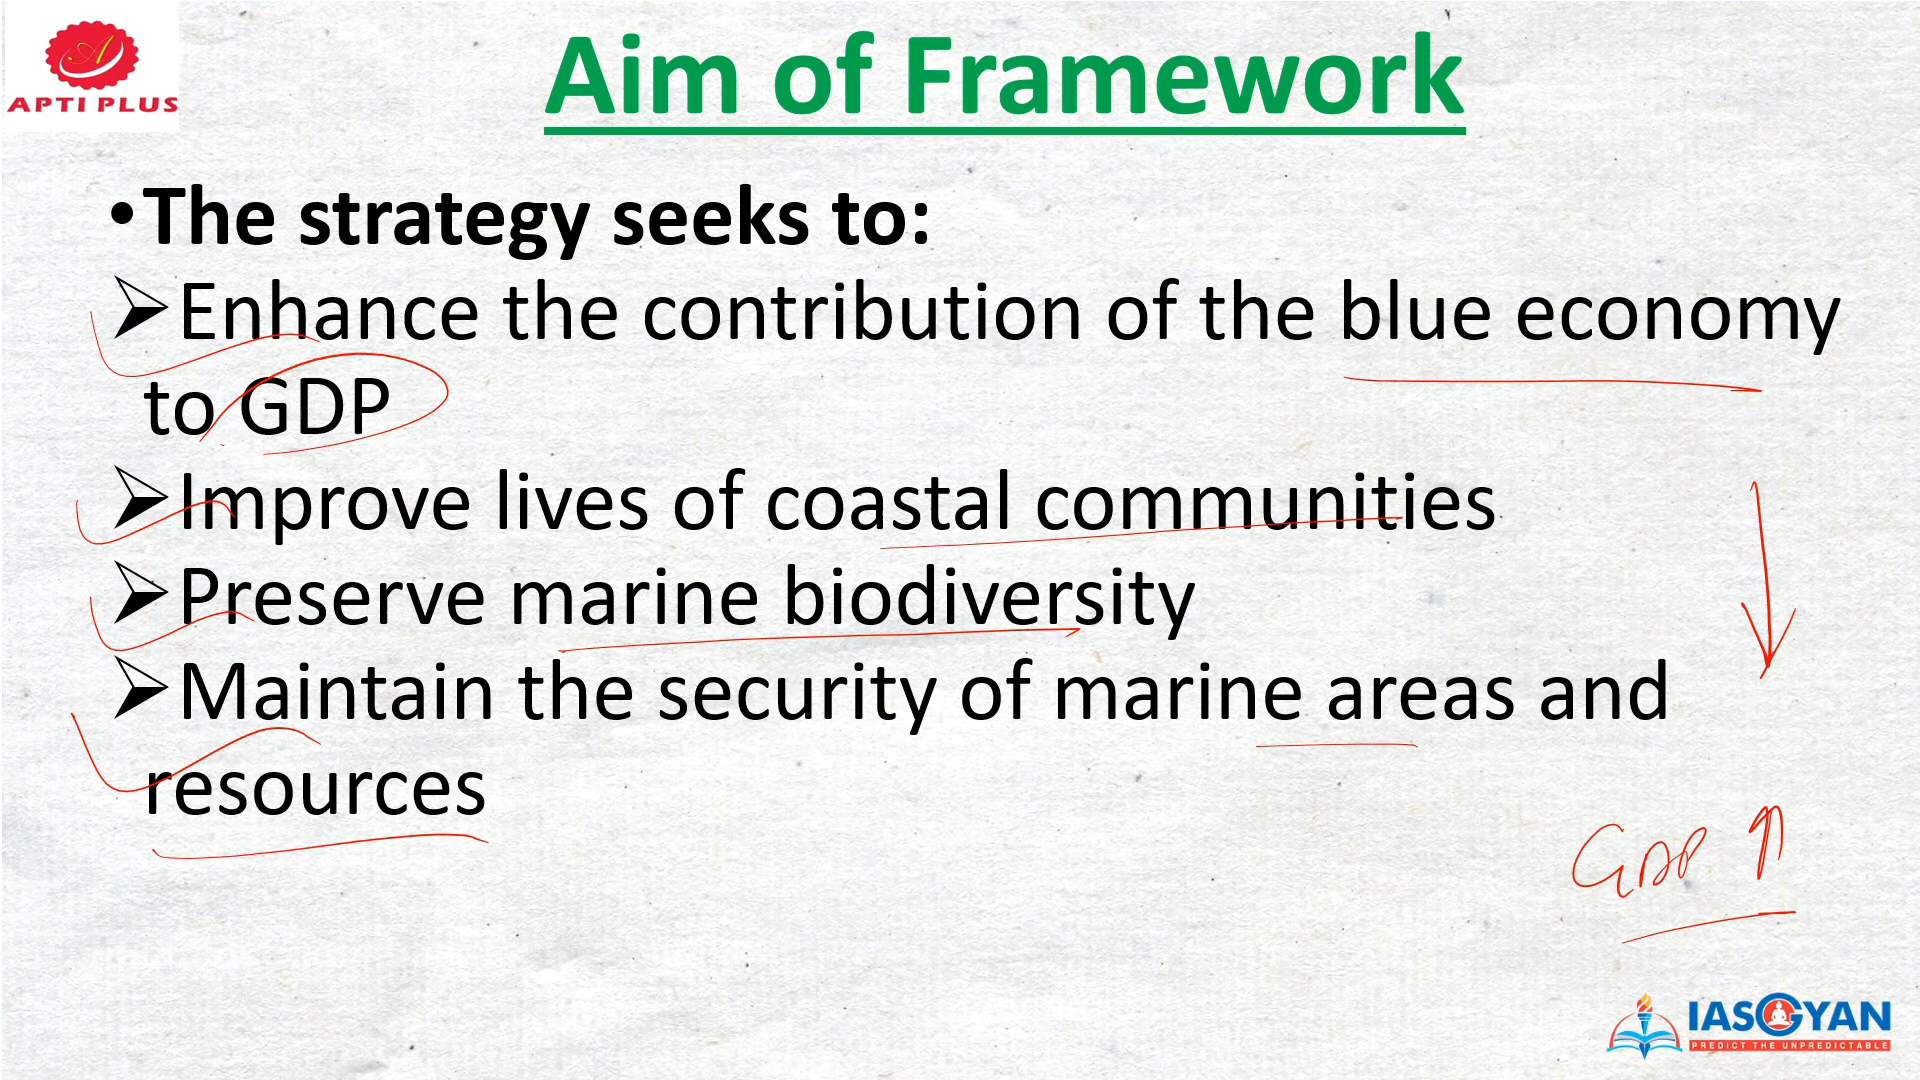 APTI PLUS
Aim of Framework
•The strategy seeks to:
➢Enhance the contribution of the blue economy
to GDP
➢Improve lives of coastal communities
➢Preserve marine biodiversity
➢Maintain the security of marine areas and
resources
GDP ↑
IASGYAN
PREDICT THE UNPREDICTABLE